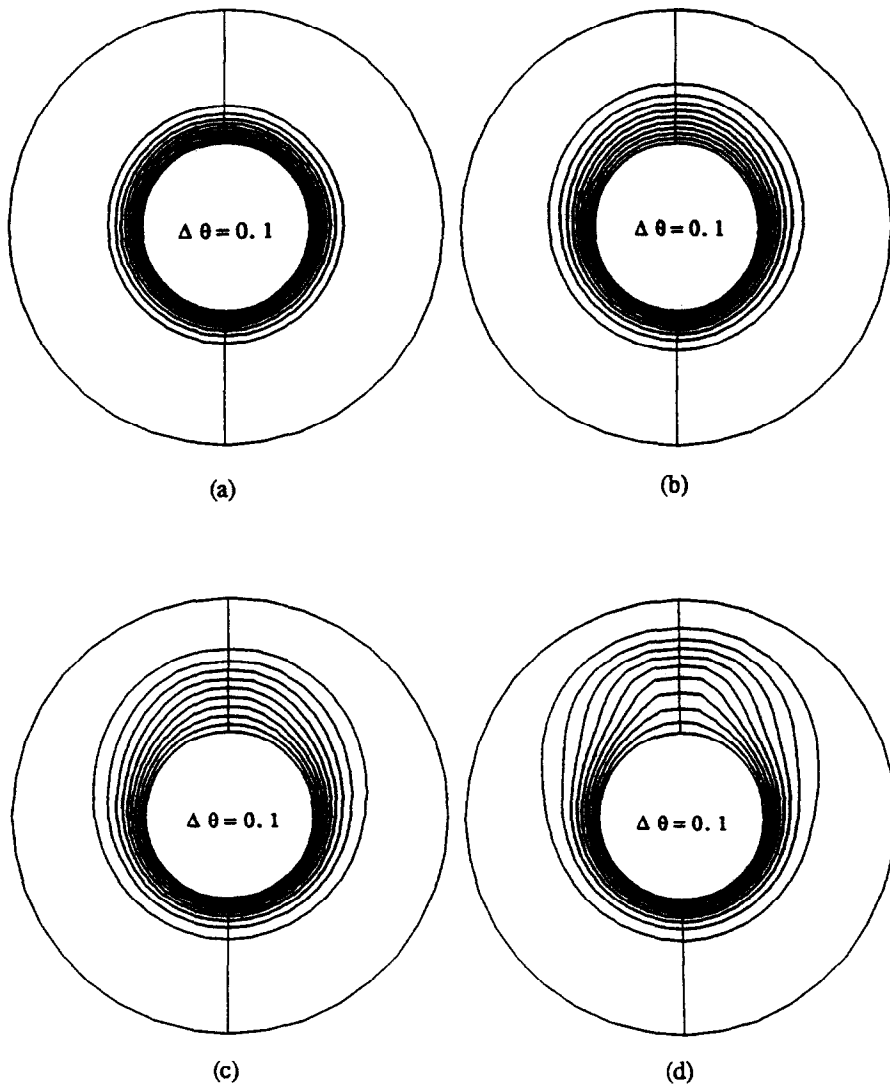 Δ θ = 0. 1
Δ θ = 0. 1
(a)
(b)
Δ θ = 0. 1
Δ θ = 0. 1
(c)
(d)